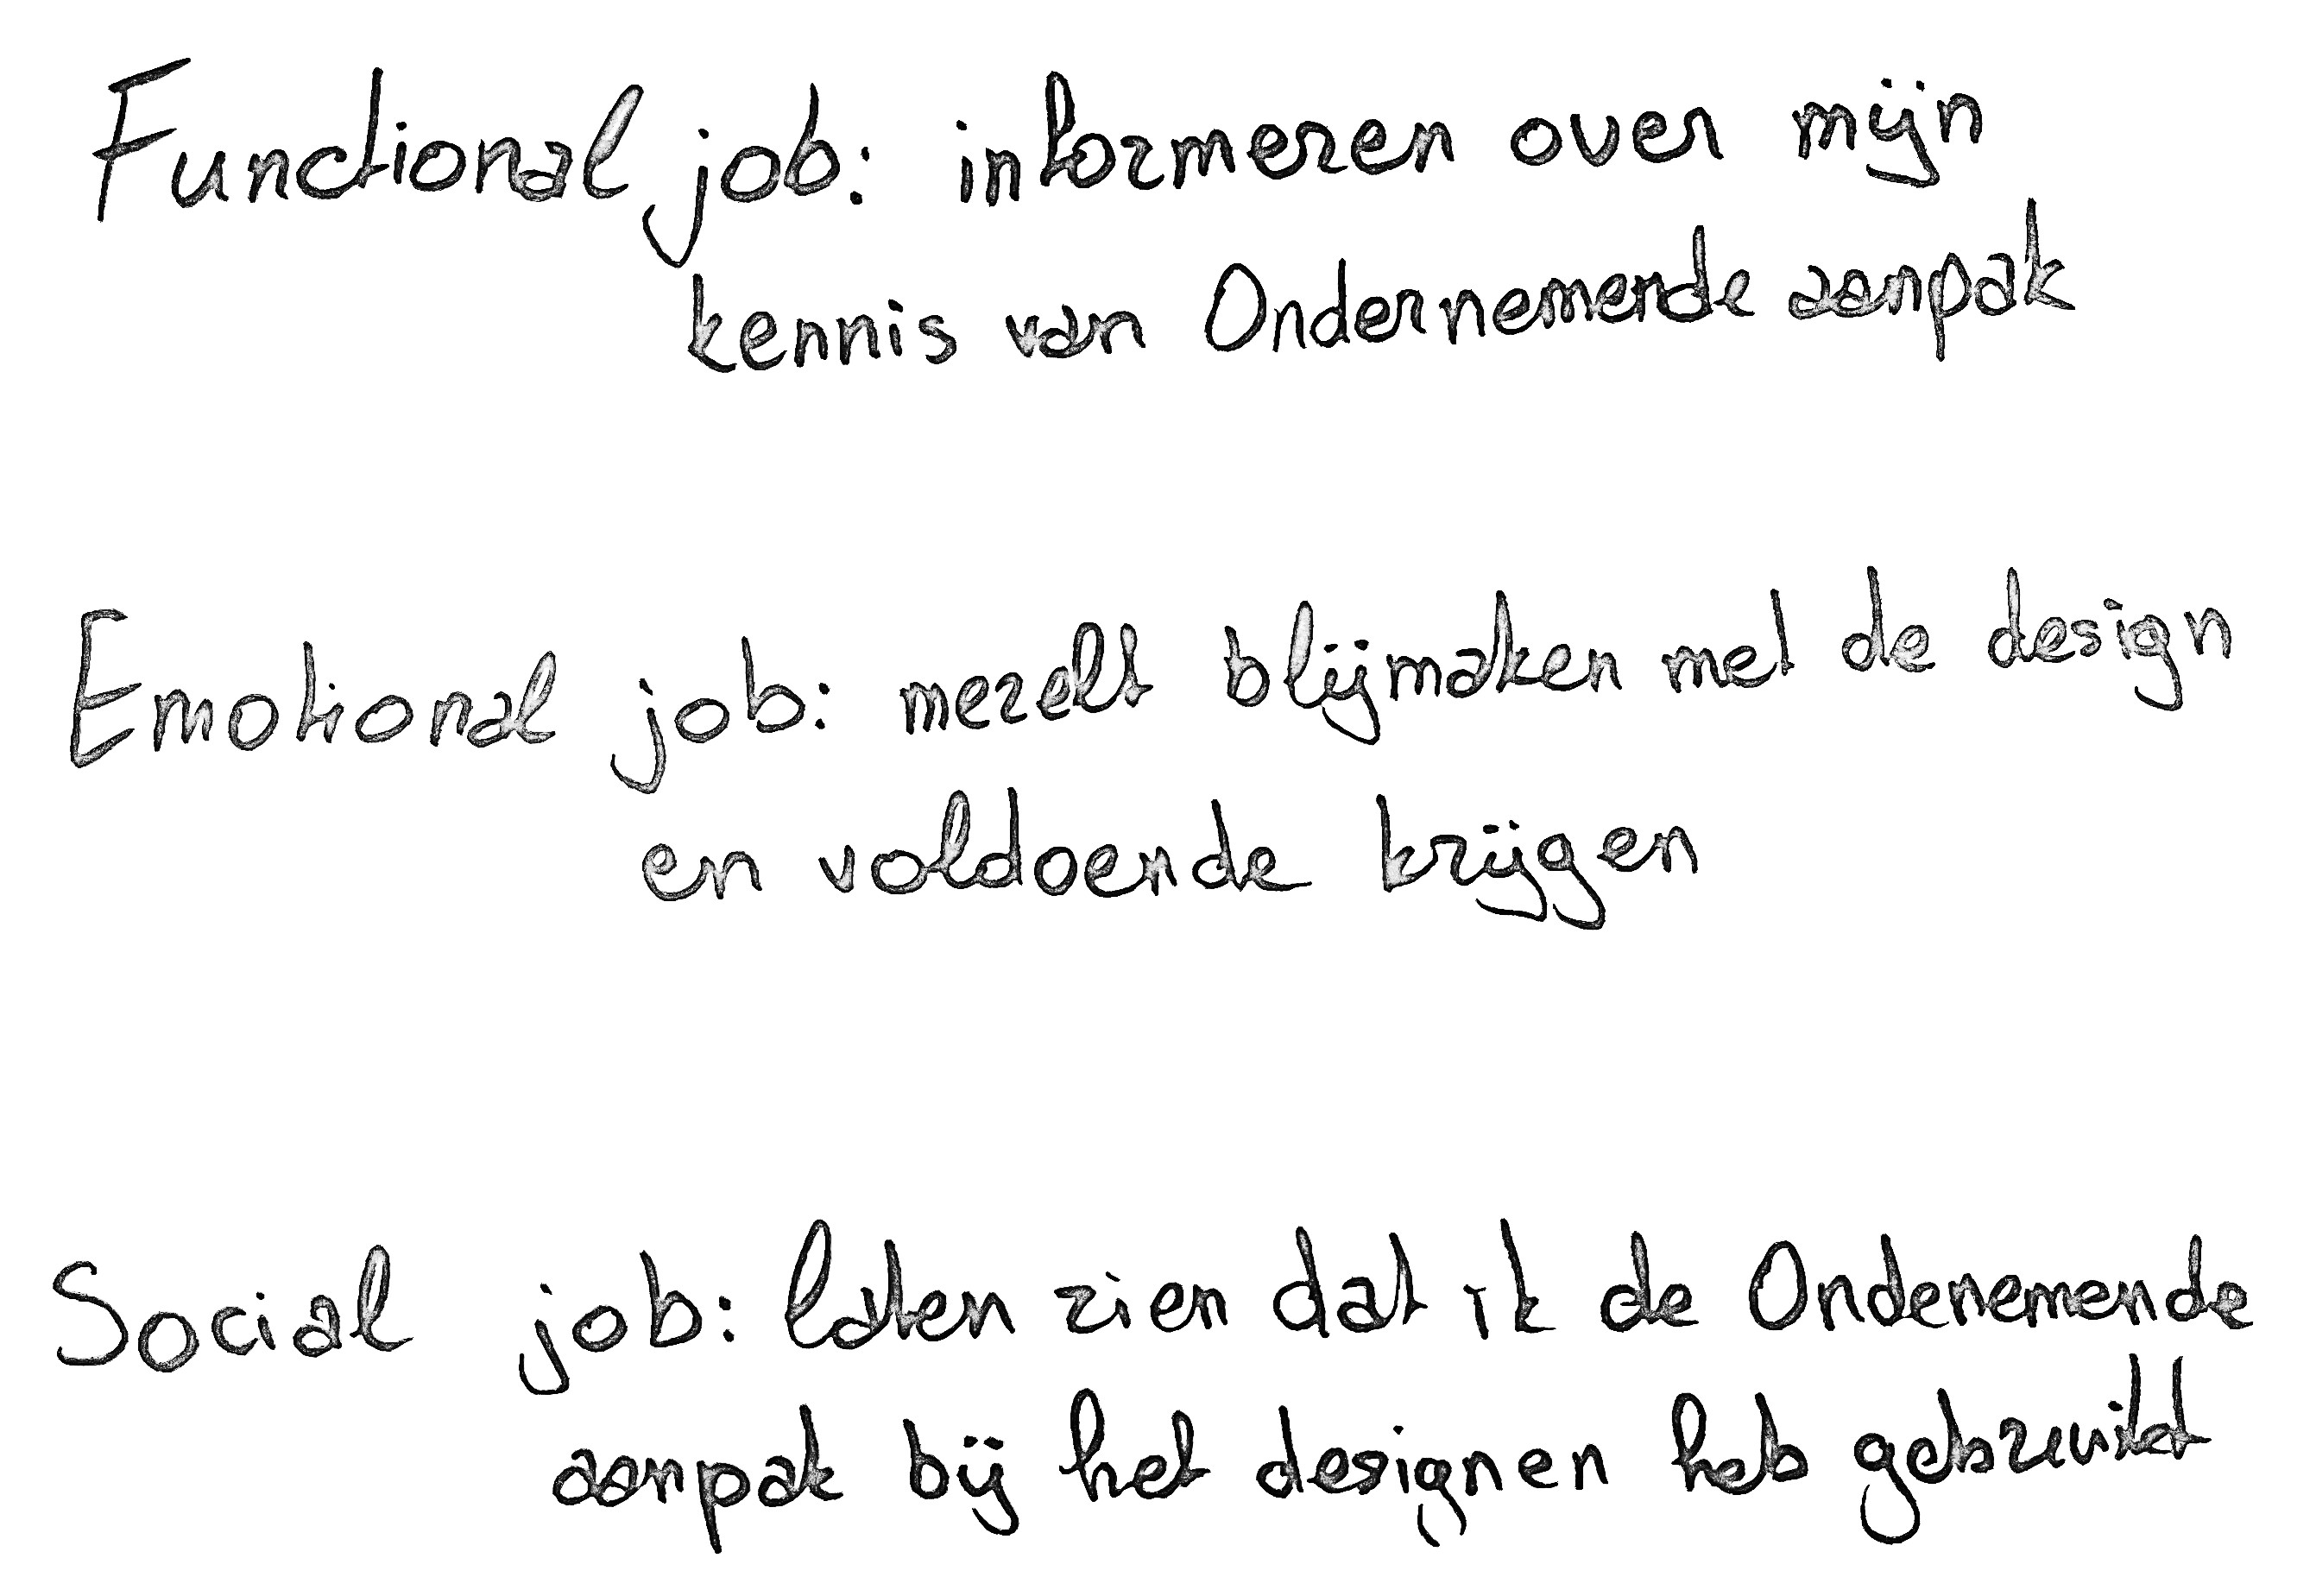 Functional job: informeren over mijn
kennis van Ondernemende aanpak
Emotional job: mezelf blijmaken met de design
en voldoende krijgen
Social job: laten zien dat ik de Ondenemende
aanpak bij het designen heb gebruikt